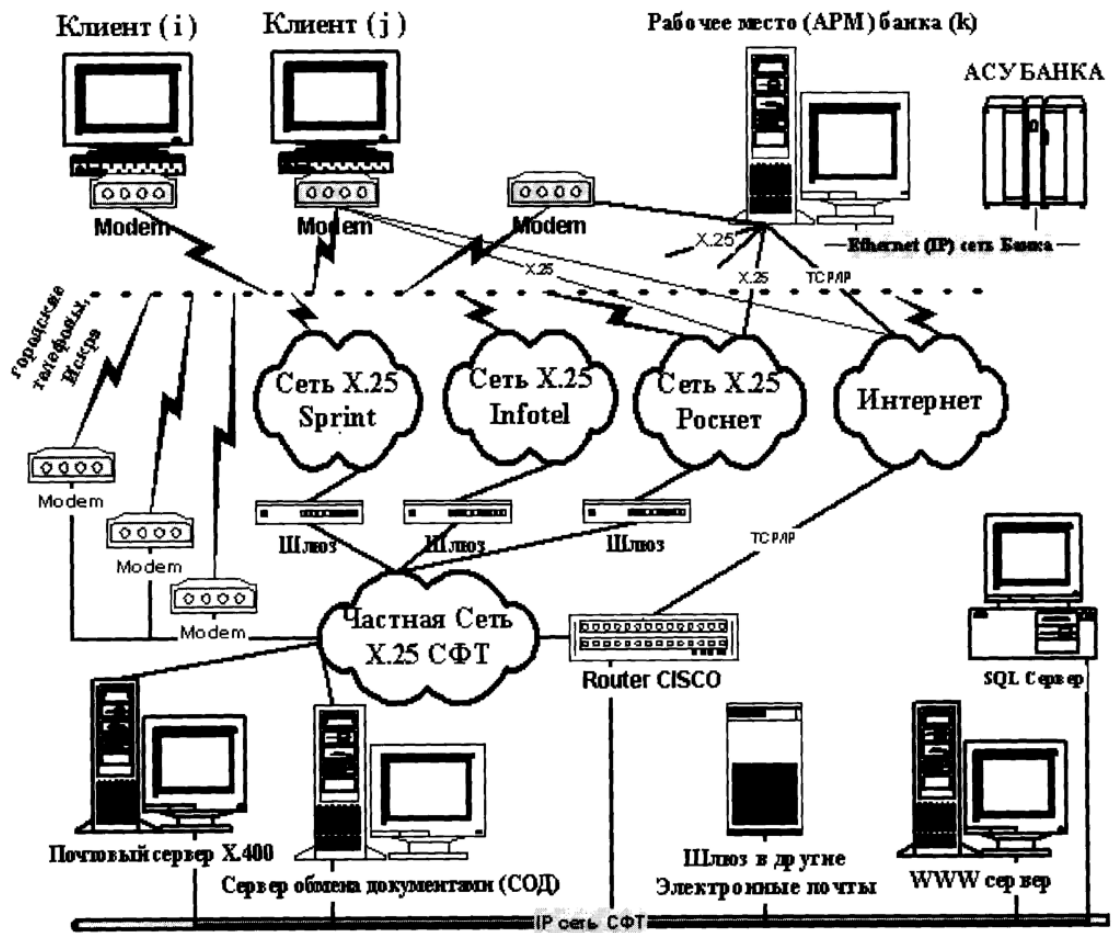 Клиент ( i )
Клиент ( j )
Рабочее место (АРМ) банка (k)
АСУ БАНКА
Modem
Modem
Modem
X.25
Ethernet (IP) сеть Банка
X.25
X.25
TCP/IP
городские
телефоны,
Искра
Сеть X.25
Sprint
Сеть X.25
Infotel
Сеть X.25
Роснет
Интернет
Modem
Шлюз
Шлюз
Шлюз
TCP/IP
Modem
Modem
Частная Сеть
X.25 СФТ
Router CISCO
SQL Сервер
Почтовый сервер X.400
Сервер обмена документами (СОД)
Шлюз в другие
Электронные почты
WWW сервер
IP сеть СФТ